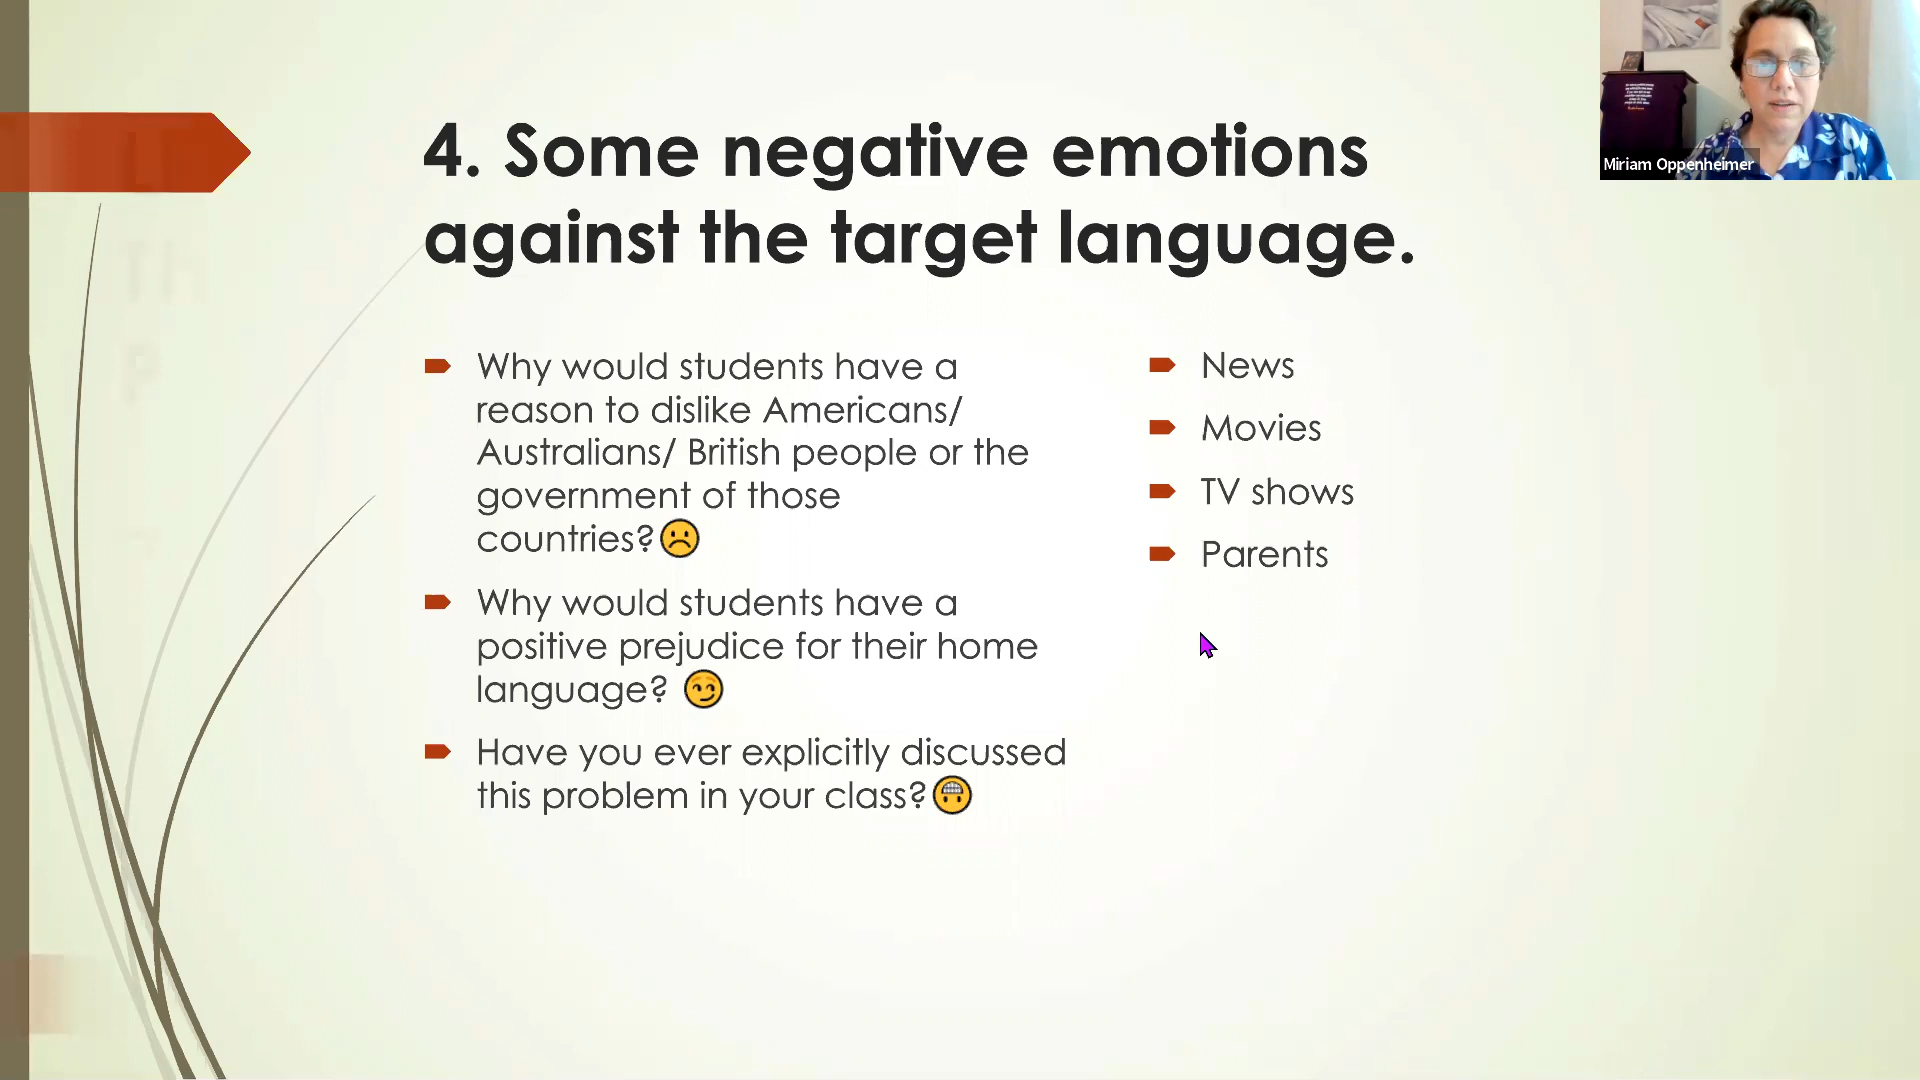 4. Some negative emotions
against the target language.
Why would students have a
reason to dislike Americans/
Australians/ British people or the
government of those
countries?☹
Why would students have a
positive prejudice for their home
language? 😏
Have you ever explicitly discussed
this problem in your class?
News
Movies
TV shows
Parents
Miriam Oppenheimer